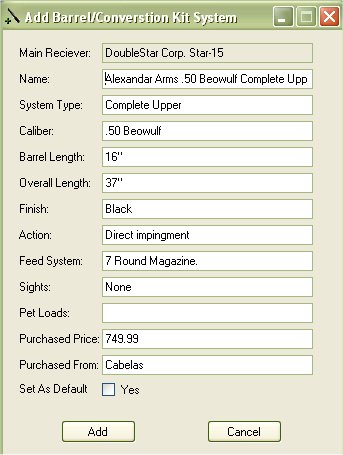 Add Barrel/Converstion Kit System
Main Reciever: DoubleStar Corp. Star-15
Name: Alexandar Arms .50 Beowulf Complete Upp
System Type: Complete Upper
Caliber: .50 Beowulf
Barrel Length: 16"
Overall Length: 37"
Finish: Black
Action: Direct impingment
Feed System: 7 Round Magazine.
Sights: None
Pet Loads:
Purchased Price: 749.99
Purchased From: Cabelas
Set As Default Yes
Add Cancel